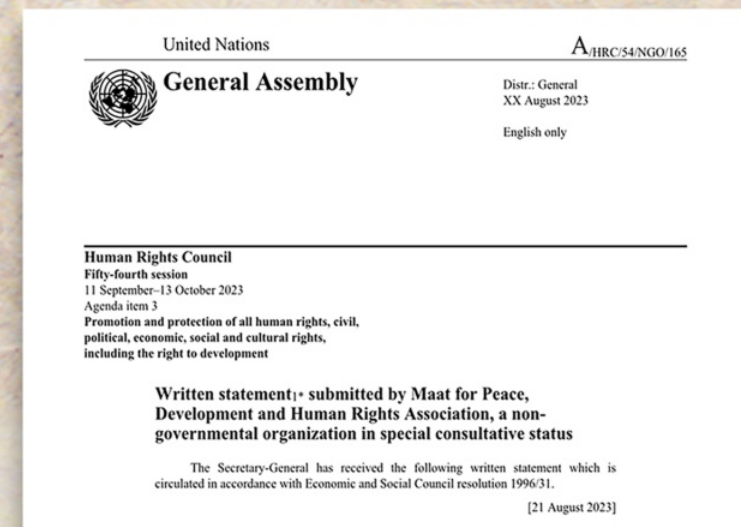 United Nations A/HRC/54/NGO/165
General Assembly
Distr.: General
XX August 2023
English only
Human Rights Council
Fifty-fourth session
11 September–13 October 2023
Agenda item 3
Promotion and protection of all human rights, civil,
political, economic, social and cultural rights,
including the right to development
Written statement1* submitted by Maat for Peace,
Development and Human Rights Association, a non-
governmental organization in special consultative status
The Secretary-General has received the following written statement which is
circulated in accordance with Economic and Social Council resolution 1996/31.
[21 August 2023]